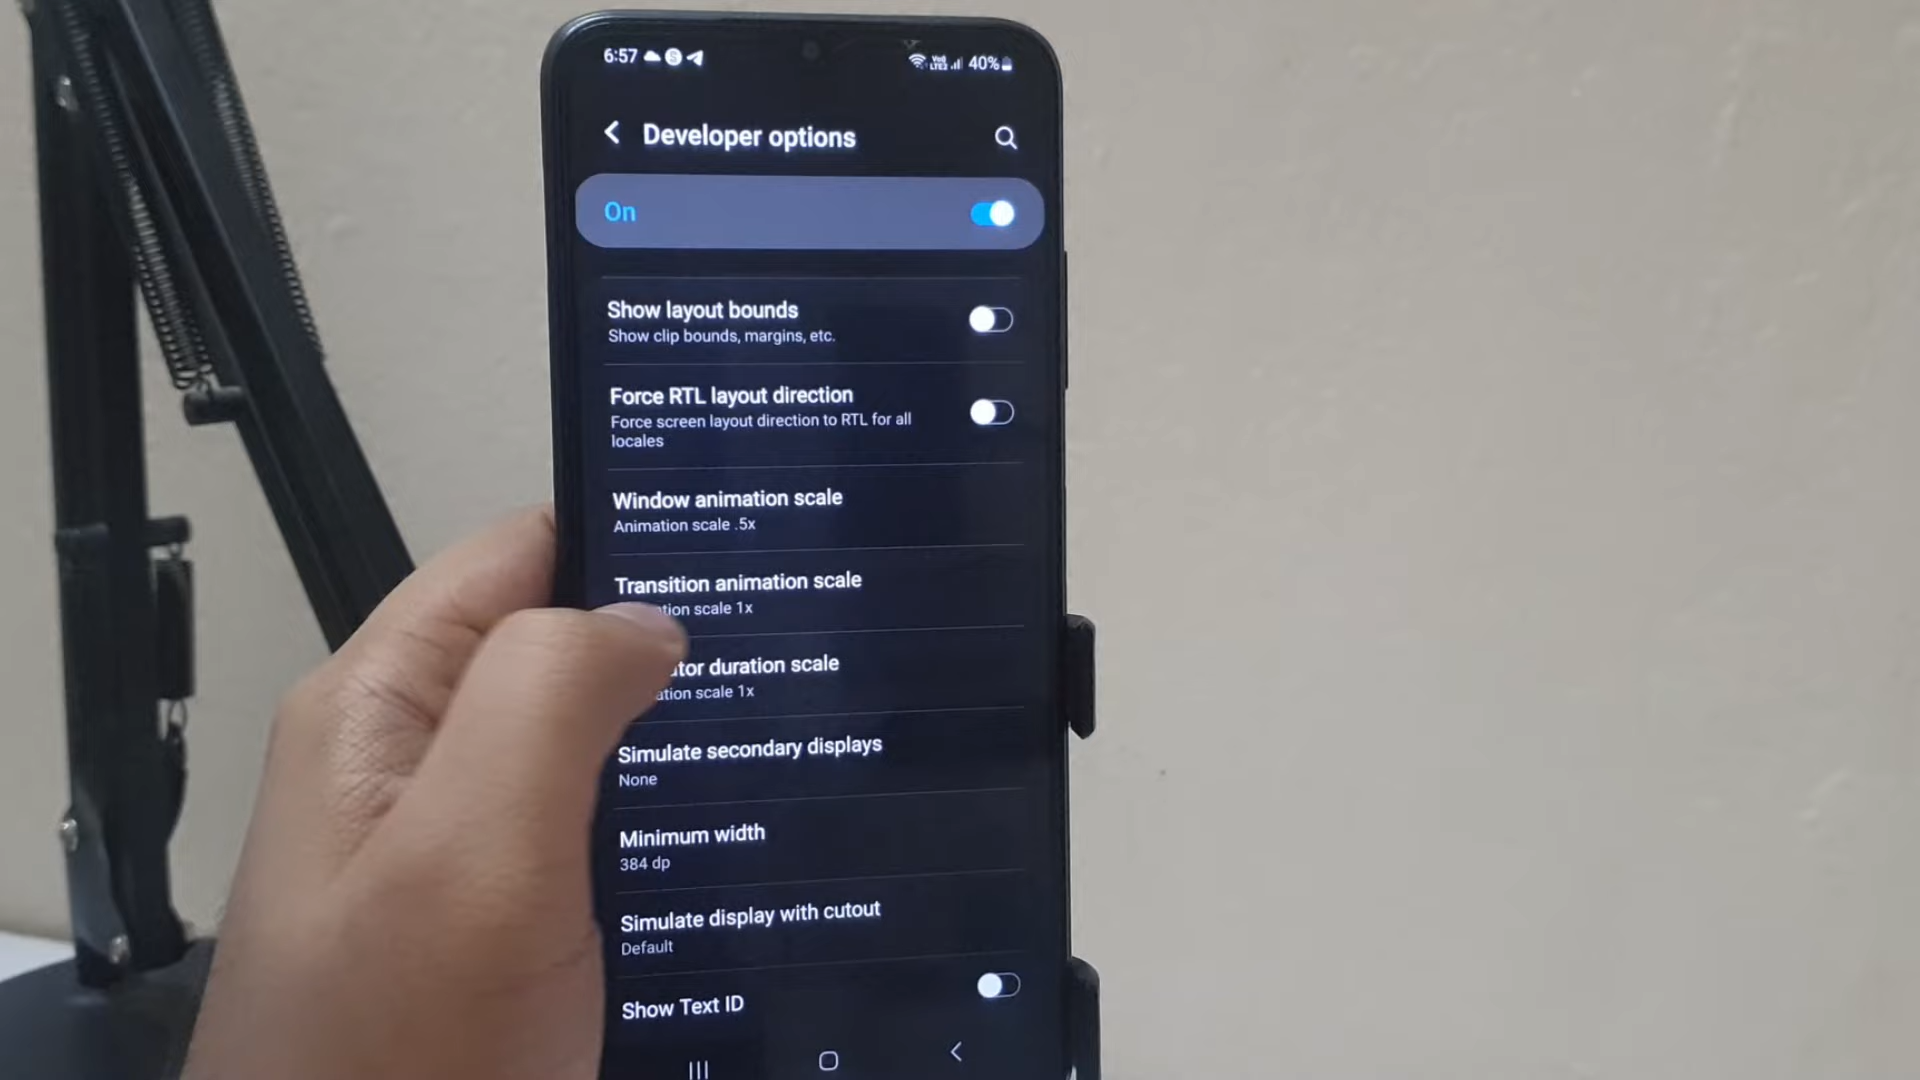 6:57
Vo)
LTE2
40%
Developer options
On
Show layout bounds
Show clip bounds, margins, etc.
Force RTL layout direction
Force screen layout direction to RTL for all
locales
Window animation scale
Animation scale .5x
Transition animation scale
tion scale 1x
tor duration scale
ation scale 1x
Simulate secondary displays
None
Minimum width
384 dp
Simulate display with cutout
Default
Show Text ID